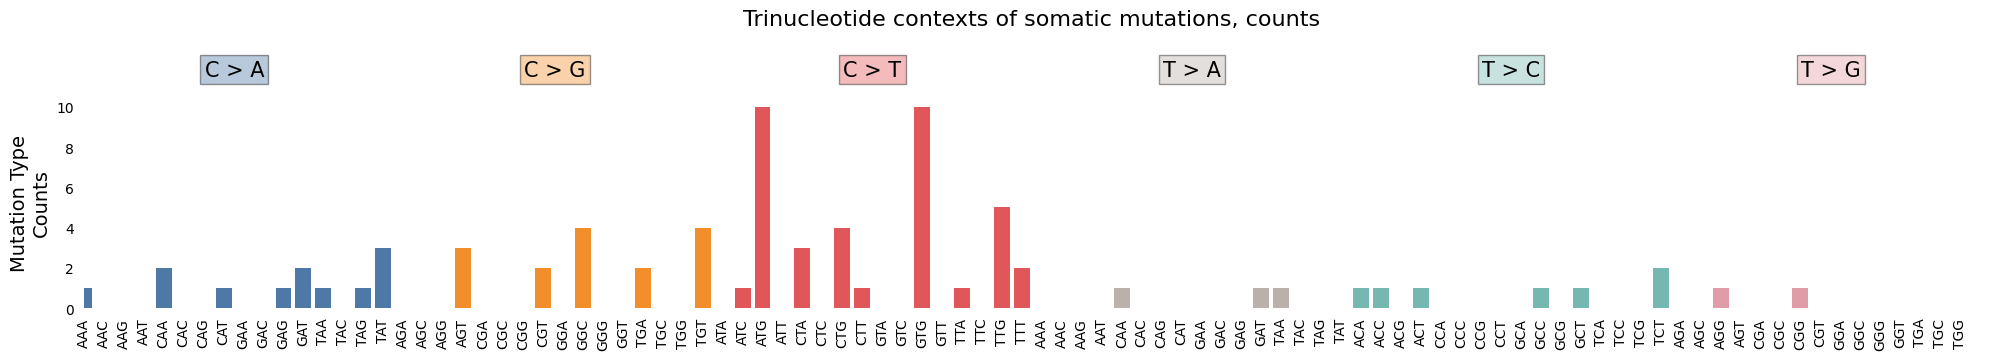 Trinucleotide contexts of somatic mutations, counts
C > A
C > G
C > T
T > A
T > C
T > G
Mutation Type
Counts
10
8
6
4
2
0
AAA
AAC
AAG
AAT
CAA
CAC
CAG
CAT
GAA
GAC
GAG
GAT
TAA
TAC
TAG
TAT
AGA
AGC
AGG
AGT
CGA
CGC
CGG
CGT
GGA
GGC
GGG
GGT
TGA
TGC
TGG
TGT
ATA
ATC
ATG
ATT
CTA
CTC
CTG
CTT
GTA
GTC
GTG
GTT
TTA
TTC
TTG
TTT
AAA
AAC
AAG
AAT
CAA
CAC
CAG
CAT
GAA
GAC
GAG
GAT
TAA
TAC
TAG
TAT
ACA
ACC
ACG
ACT
CCA
CCC
CCG
CCT
GCA
GCC
GCG
GCT
TCA
TCC
TCG
TCT
AGA
AGC
AGG
AGT
CGA
CGC
CGG
CGT
GGA
GGC
GGG
GGT
TGA
TGC
TGG